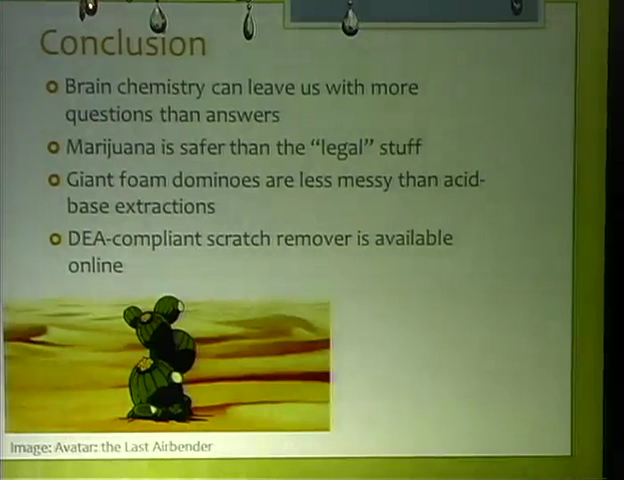 Conclusion
Brain chemistry can leave us with more
questions than answers
Marijuana is safer than the “legal” stuff
Giant foam dominoes are less messy than acid-
base extractions
DEA-compliant scratch remover is available
online
Image: Avatar: the Last Airbender